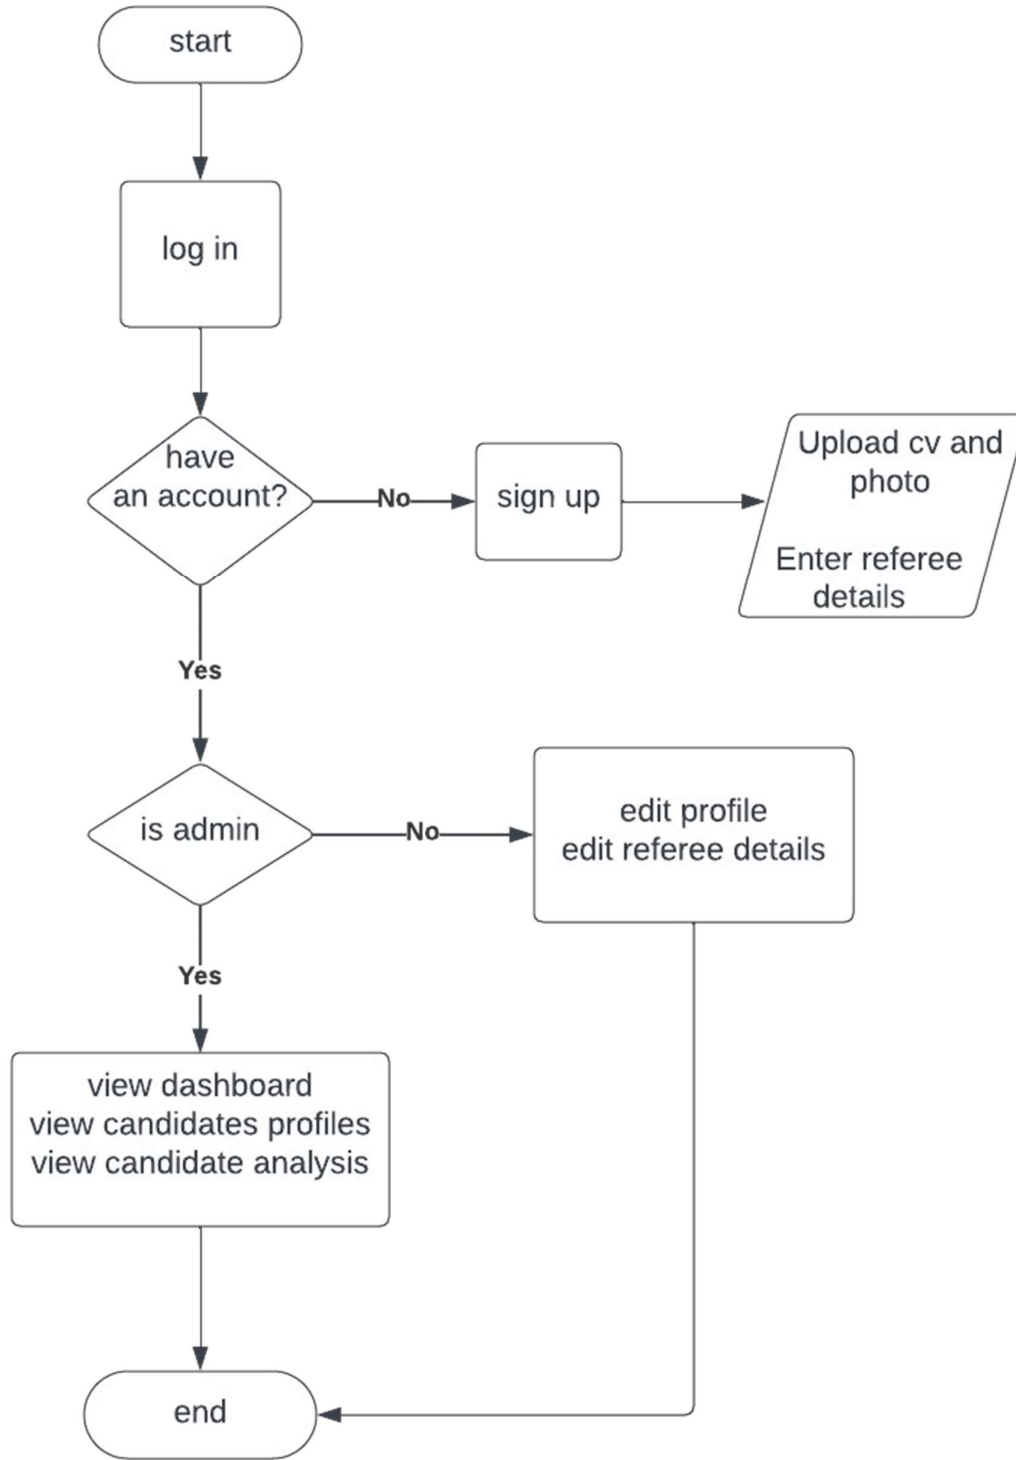 start
log in
have
an account?
No
sign up
Upload cv and
photo
Enter referee
details
Yes
is admin
No
edit profile
edit referee details
Yes
view dashboard
view candidates profiles
view candidate analysis
end